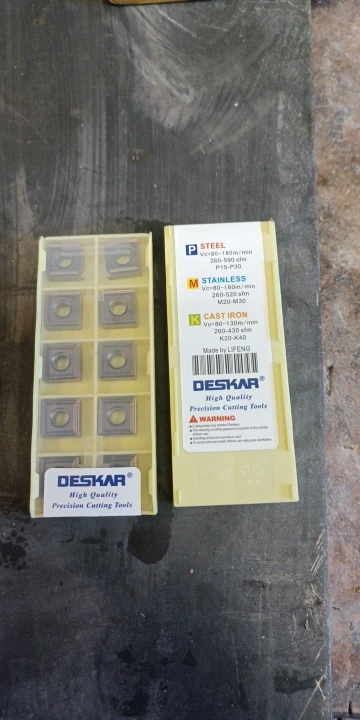 DESKAR®
High Quality
Precision Cutting Tools
P STEEL
Vc=80-180m/min
260-590 sfm
P15-P30
M STAINLESS
Vc=80-160m/min
260-520 sfm
M20-M30
K CAST IRON
Vc=80-130m/min
260-430 sfm
K20-K40
Made by LIFENG
DESKAR®
High Quality
Precision Cutting Tools
WARNING